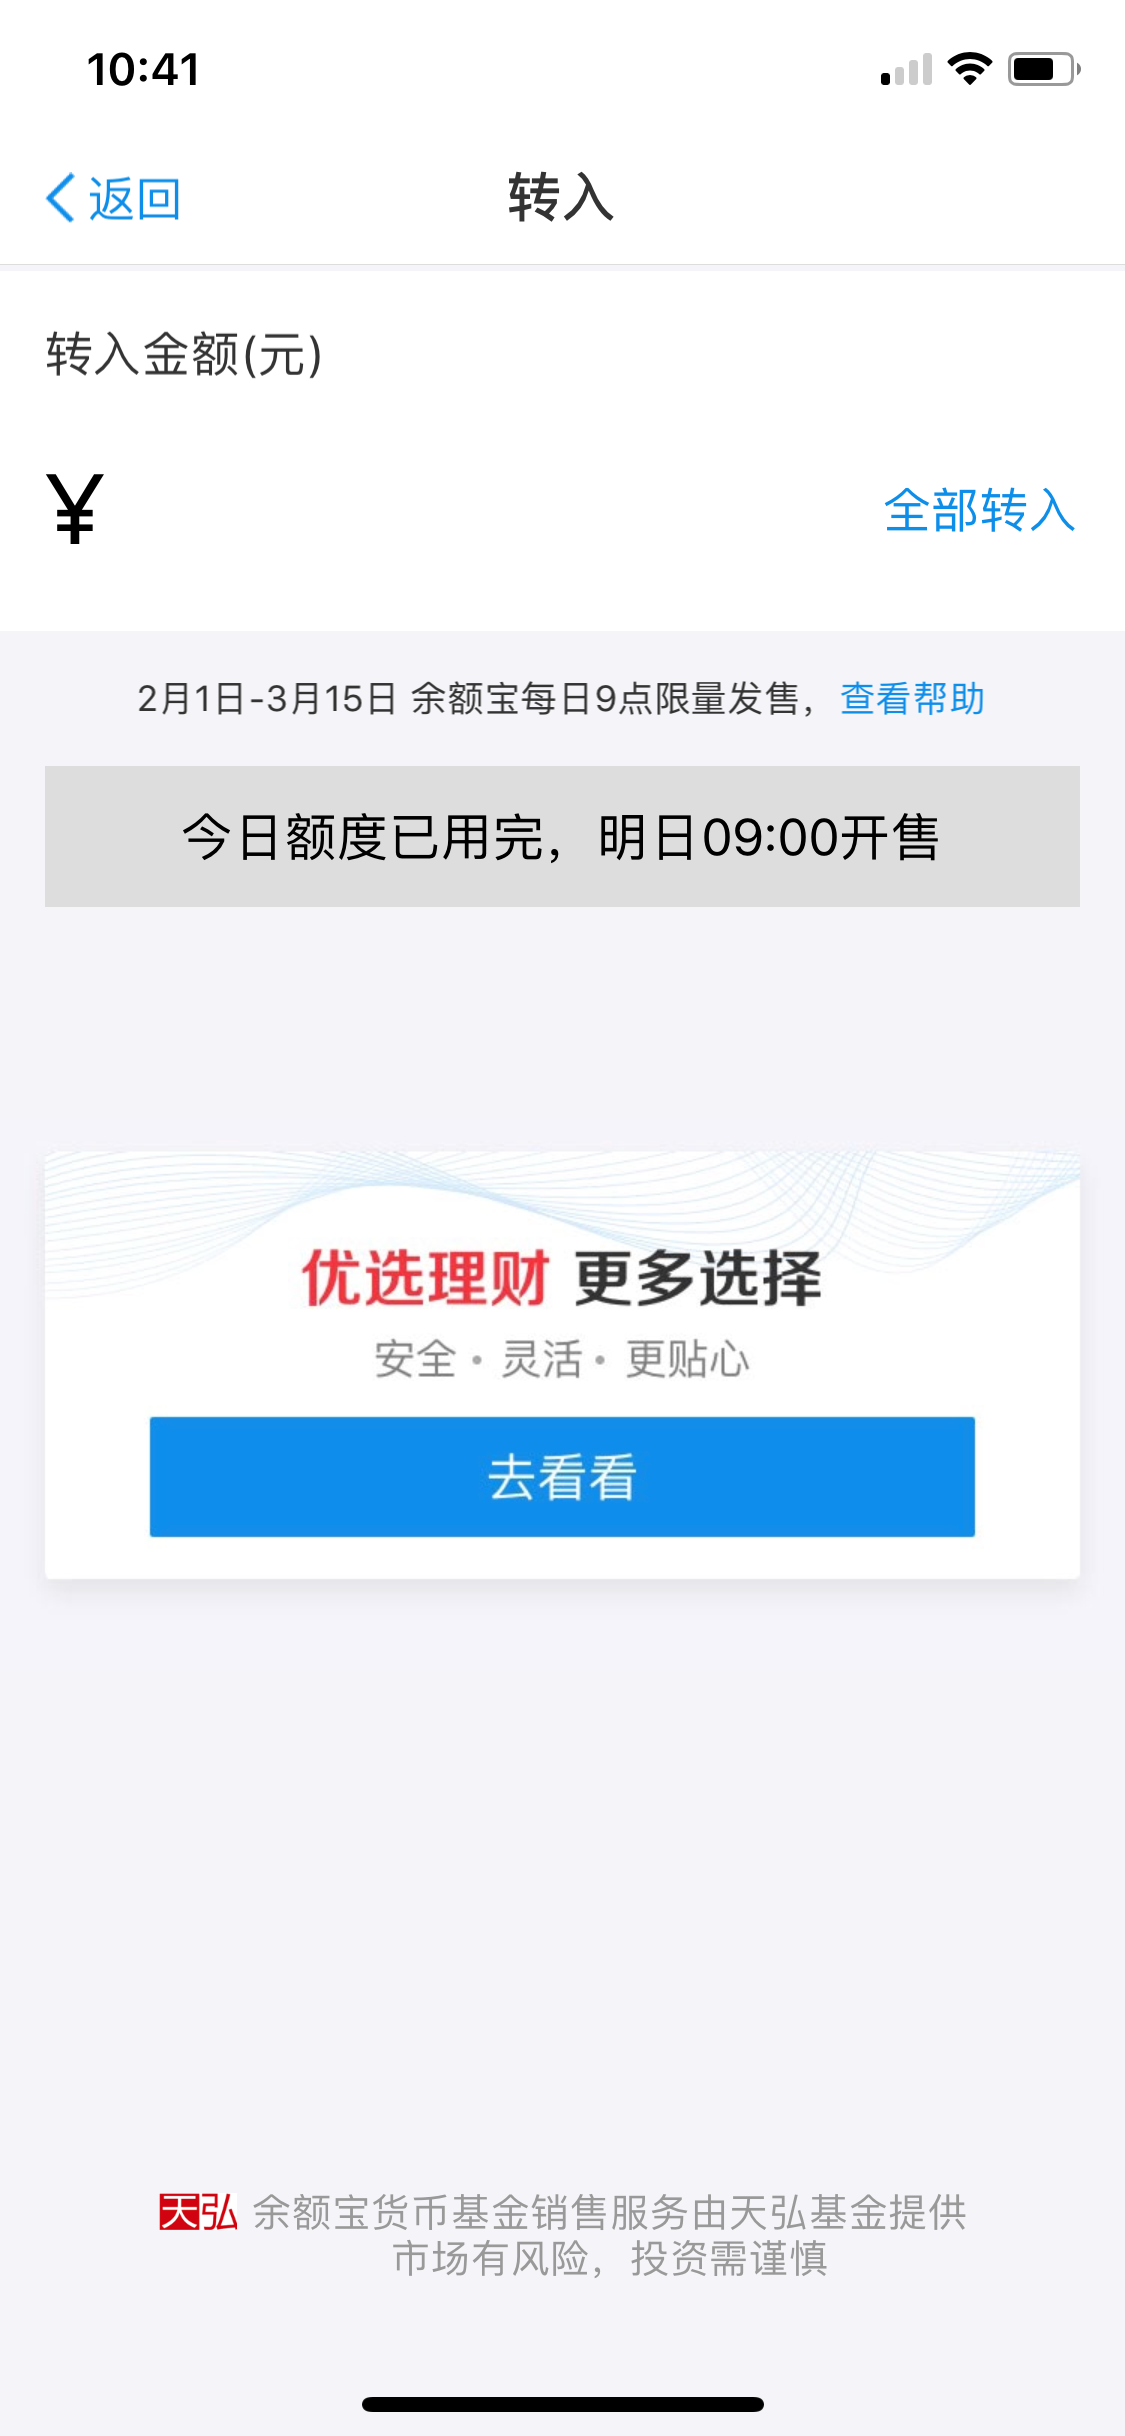 10:41
返回
转入
转入金额(元)
¥
全部转入
2月1日-3月15日 余额宝每日9点限量发售，查看帮助
今日额度已用完，明日09:00开售
优选理财 更多选择
安全·灵活·更贴心
去看看
天弘 余额宝货币基金销售服务由天弘基金提供
市场有风险，投资需谨慎